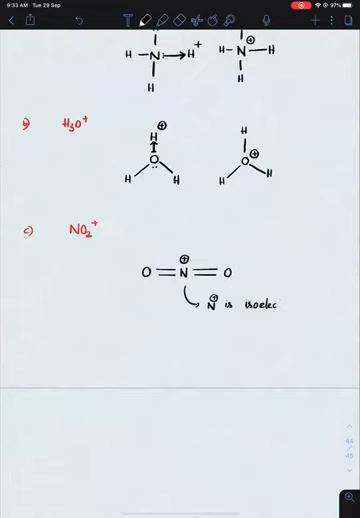 9:33 AM Tue 29 Sep
97%
H
H – N : → H +
H – N – H
⊕
H
H
b) H3O+
⊕
H
H
O
⊕
H
H
O
H
H
c) NO2+
⊕
O = N = O
⊕
N is isoelec
44
/
45